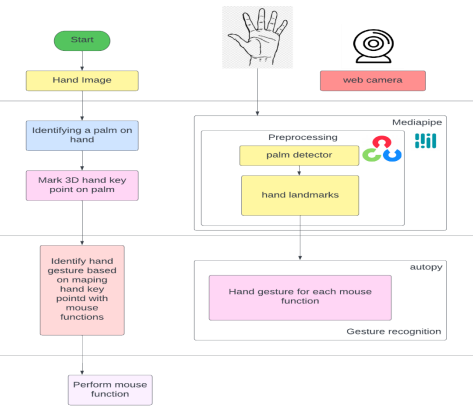 Start
Hand Image
web camera
Identifying a palm on
hand
Mark 3D hand key
point on palm
Mediapipe
Preprocessing
palm detector
hand landmarks
Identify hand
gesture based
on maping
hand key
pointd with
mouse
functions
autopy
Hand gesture for each mouse
function
Gesture recognition
Perform mouse
function